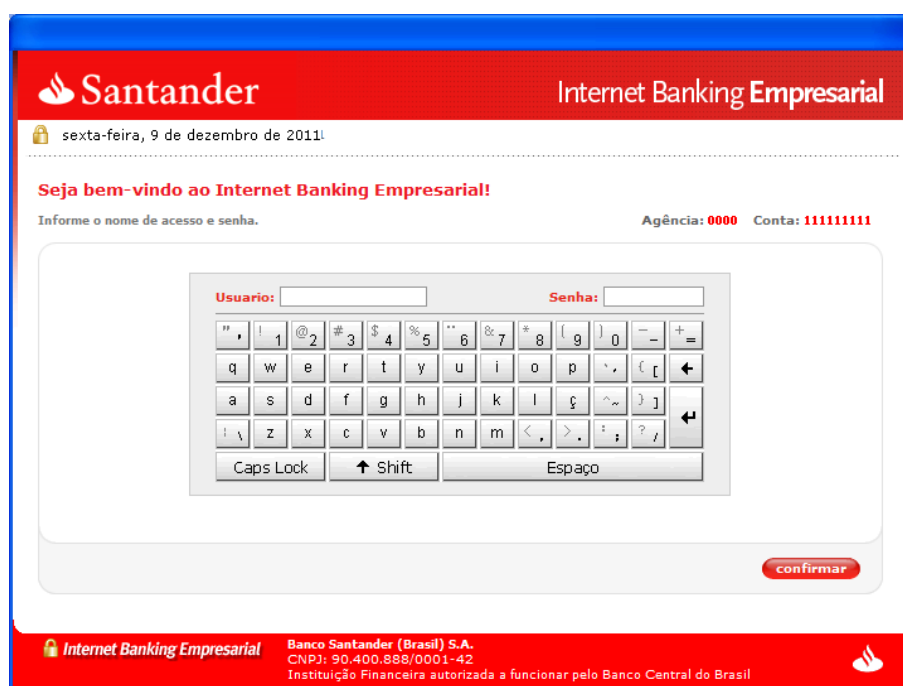 Santander
Internet Banking Empresarial
sexta-feira, 9 de dezembro de 2011
Seja bem-vindo ao Internet Banking Empresarial!
Informe o nome de acesso e senha. Agência: 0000 Conta: 111111111
Usuario: Senha:
" ' ! 1 @ 2 # 3 $ 4 % 5 ¨ 6 & 7 * 8 ( 9 ) 0 _ - + =
q w e r t y u i o p ` ´ { [
a s d f g h j k l ç ^ ~ } ]
| \ z x c v b n m < , > . : ; ? /
Caps Lock Shift Espaço
confirmar
Internet Banking Empresarial
Banco Santander (Brasil) S.A.
CNPJ: 90.400.888/0001-42
Instituição Financeira autorizada a funcionar pelo Banco Central do Brasil